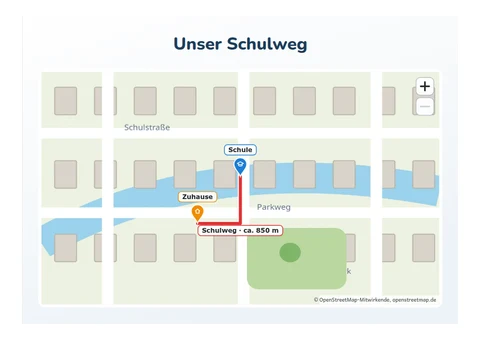 Unser Schulweg
+
−
Schulstraße
Schule
Zuhause
Parkweg
Schulweg · ca. 850 m
k
© OpenStreetMap-Mitwirkende, openstreetmap.de